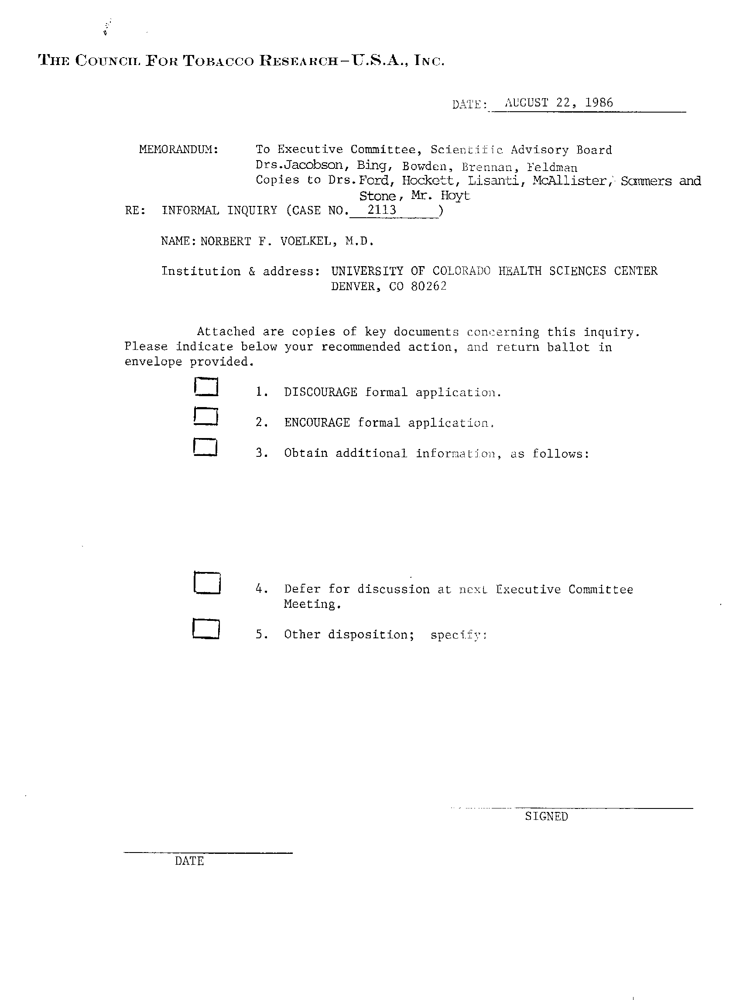 THE COUNCIL FOR TOBACCO RESEARCH-U.S.A., INC.
DATE: AUGUST 22, 1986
MEMORANDUM: To Executive Committee, Scientific Advisory Board
Drs.Jacobson, Bing, Bowden, Brennan, Feldman
Copies to Drs.Ford, Hockett, Lisanti, McAllister, Sommers and
Stone, Mr. Hoyt
RE: INFORMAL INQUIRY (CASE NO. 2113 )
NAME: NORBERT F. VOELKEL, M.D.
Institution & address: UNIVERSITY OF COLORADO HEALTH SCIENCES CENTER
DENVER, CO 80262
Attached are copies of key documents concerning this inquiry.
Please indicate below your recommended action, and return ballot in
envelope provided.
1. DISCOURAGE formal application.
2. ENCOURAGE formal application.
3. Obtain additional information, as follows:
4. Defer for discussion at next Executive Committee
Meeting.
5. Other disposition; specify:
SIGNED
DATE